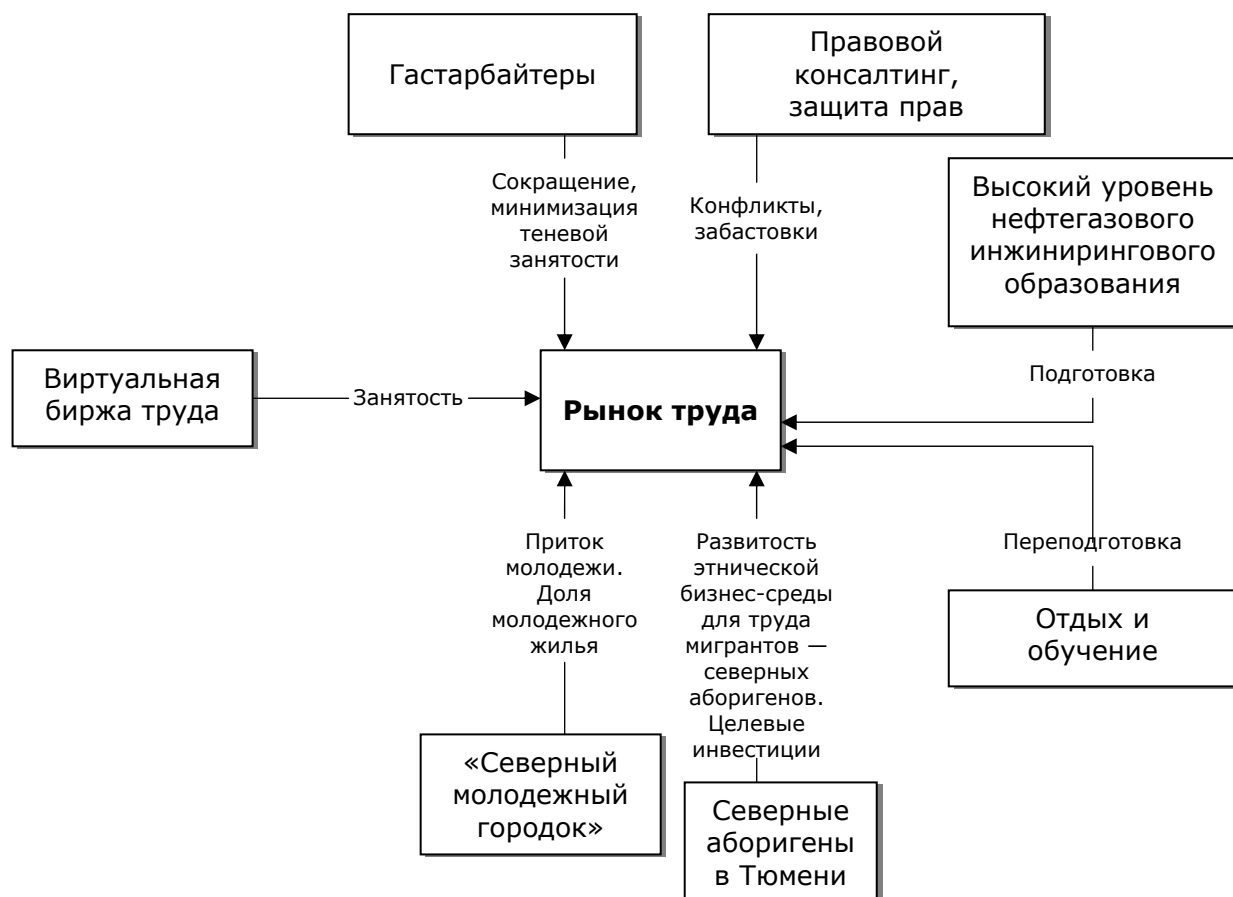 Гастарбайтеры
Правовой
консалтинг,
защита прав
Сокращение,
минимизация
теневой
занятости
Конфликты,
забастовки
Высокий уровень
нефтегазового
инжинирингового
образования
Виртуальная
биржа труда
Занятость
Рынок труда
Подготовка
Приток
молодежи.
Доля
молодежного
жилья
Развитость
этнической
бизнес-среды
для труда
мигрантов —
северных
аборигенов.
Целевые
инвестиции
Переподготовка
Отдых и
обучение
«Северный
молодежный
городок»
Северные
аборигены
в Тюмени